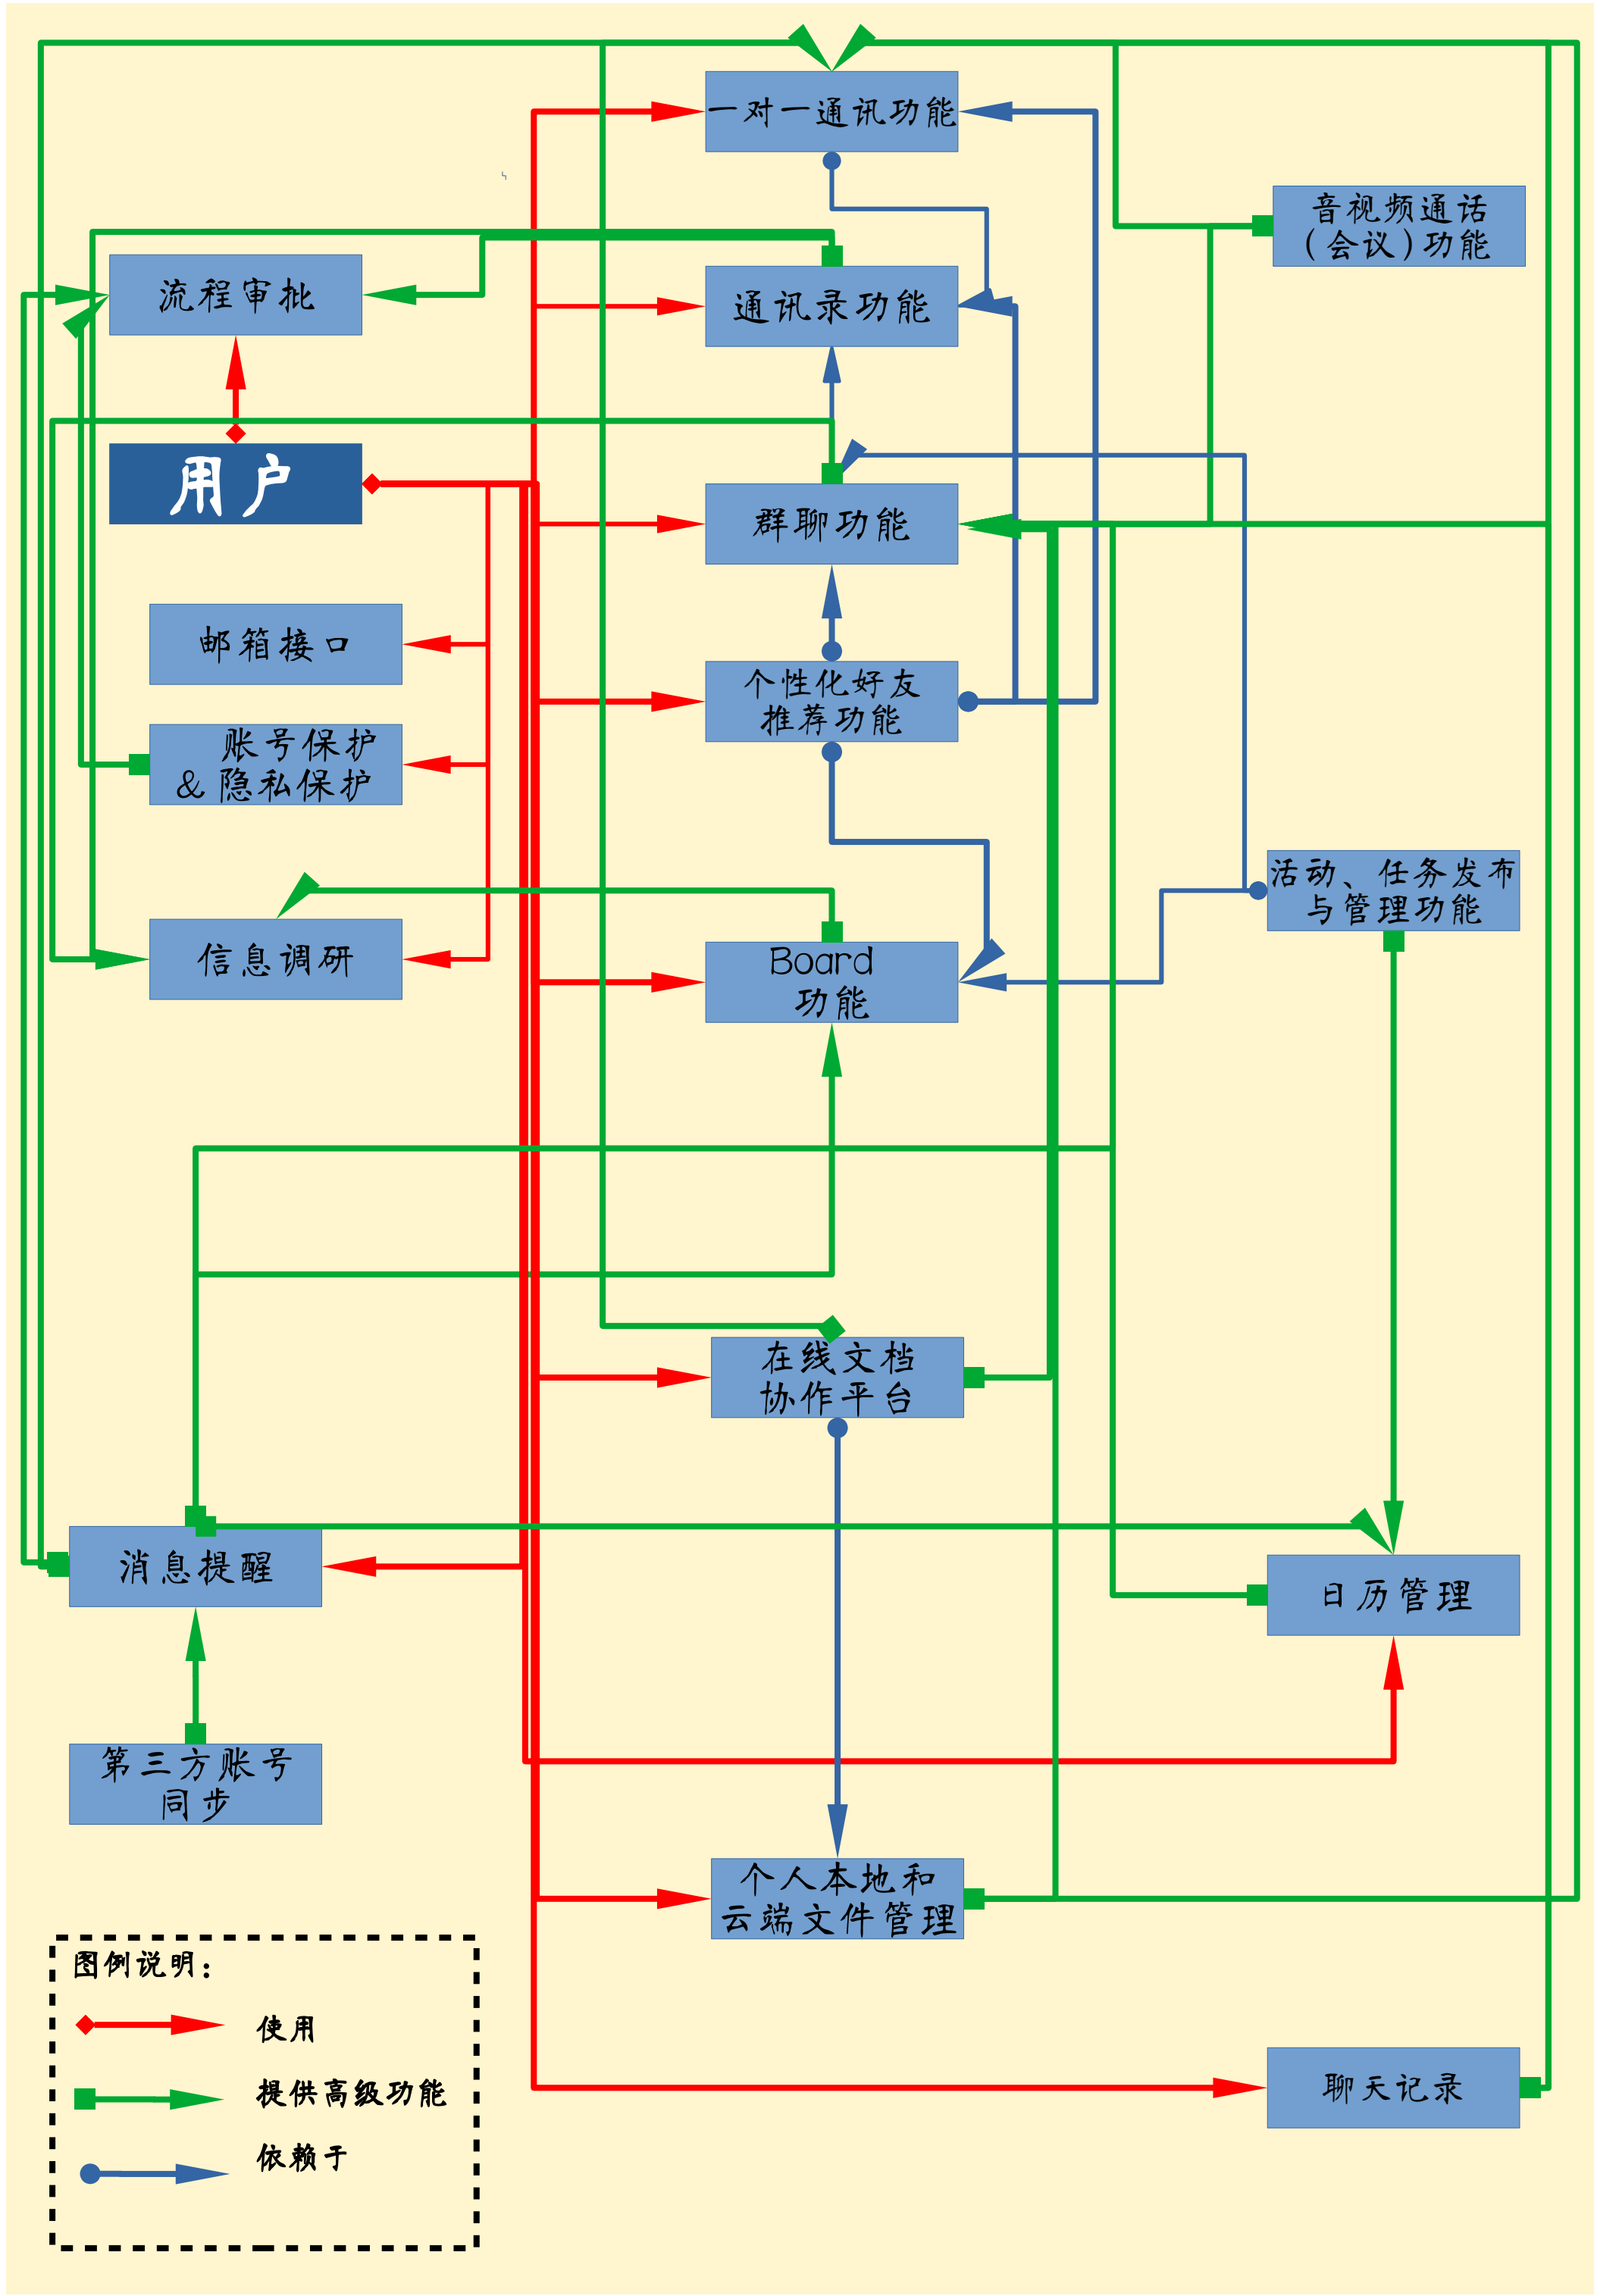 一对一通讯功能
音视频通话
(会议)功能
流程审批
通讯录功能
用户
群聊功能
邮箱接口
个性化好友
推荐功能
账号保护
& 隐私保护
活动、任务发布
与管理功能
信息调研
Board
功能
在线文档
协作平台
消息提醒
日历管理
第三方账号
同步
个人本地和
云端文件管理
图例说明:
使用
提供高级功能
依赖于
聊天记录